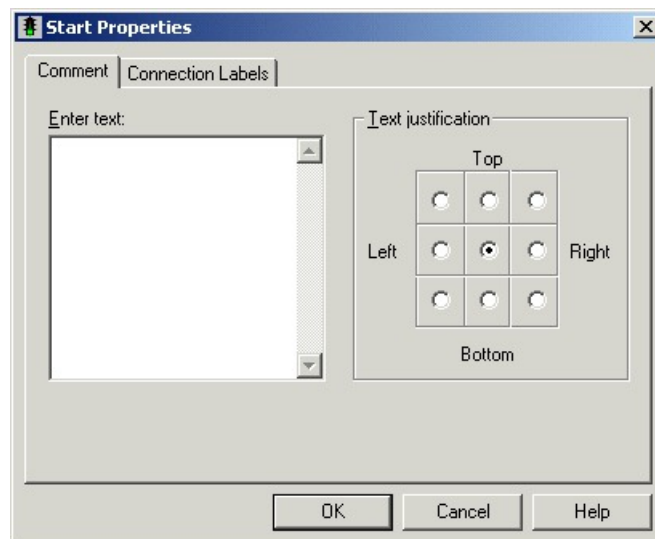 Start Properties
Comment
Connection Labels
Enter text:
Text justification
Top
Left
Right
Bottom
OK
Cancel
Help